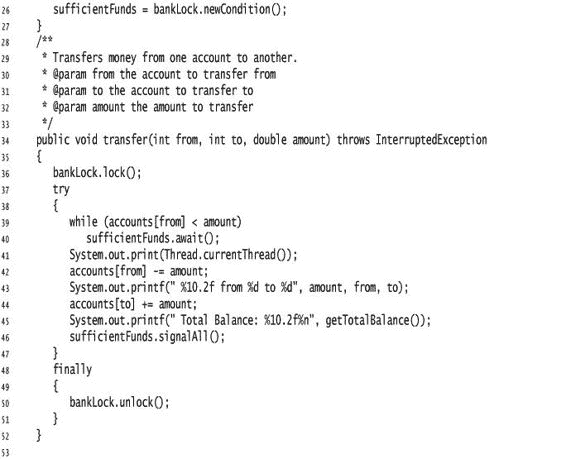 26 sufficientFunds = bankLock.newCondition();
27 }
28 /**
29 * Transfers money from one account to another.
30 * @param from the account to transfer from
31 * @param to the account to transfer to
32 * @param amount the amount to transfer
33 */
34 public void transfer(int from, int to, double amount) throws InterruptedException
35 {
36 bankLock.lock();
37 try
38 {
39 while (accounts[from] < amount)
40 sufficientFunds.await();
41 System.out.print(Thread.currentThread());
42 accounts[from] -= amount;
43 System.out.printf(" %10.2f from %d to %d", amount, from, to);
44 accounts[to] += amount;
45 System.out.printf(" Total Balance: %10.2f%n", getTotalBalance());
46 sufficientFunds.signalAll();
47 }
48 finally
49 {
50 bankLock.unlock();
51 }
52 }
53